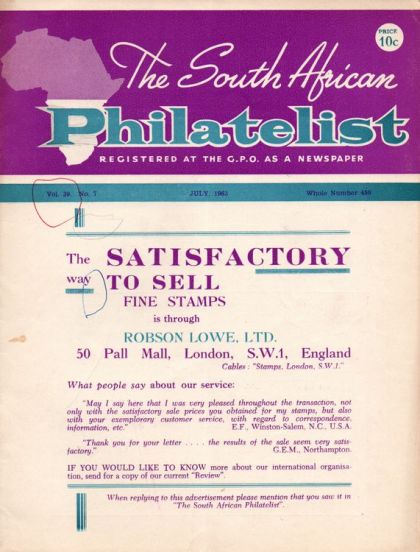 PRICE
10c
The South African
Philatelist
REGISTERED AT THE G.P.O. AS A NEWSPAPER
Vol. 39. No. 7 JULY, 1963 Whole Number 459
The SATISFACTORY
way TO SELL
FINE STAMPS
is through
ROBSON LOWE, LTD.
50 Pall Mall, London, S.W.1, England
Cables : "Stamps, London, S.W.1."
What people say about our service:
"May I say here that I was very pleased throughout the transaction, not
only with the satisfactory sale prices you obtained for my stamps, but also
with your exemplorary customer service, with regard to correspondence,
information, etc." E.F., Winston-Salem, N.C., U.S.A.
"Thank you for your letter . . . . the results of the sale seem very satis-
factory." G.E.M., Northampton.
IF YOU WOULD LIKE TO KNOW more about our international organisa-
tion, send for a copy of our current "Review".
When replying to this advertisement please mention that you saw it in
"The South African Philatelist".